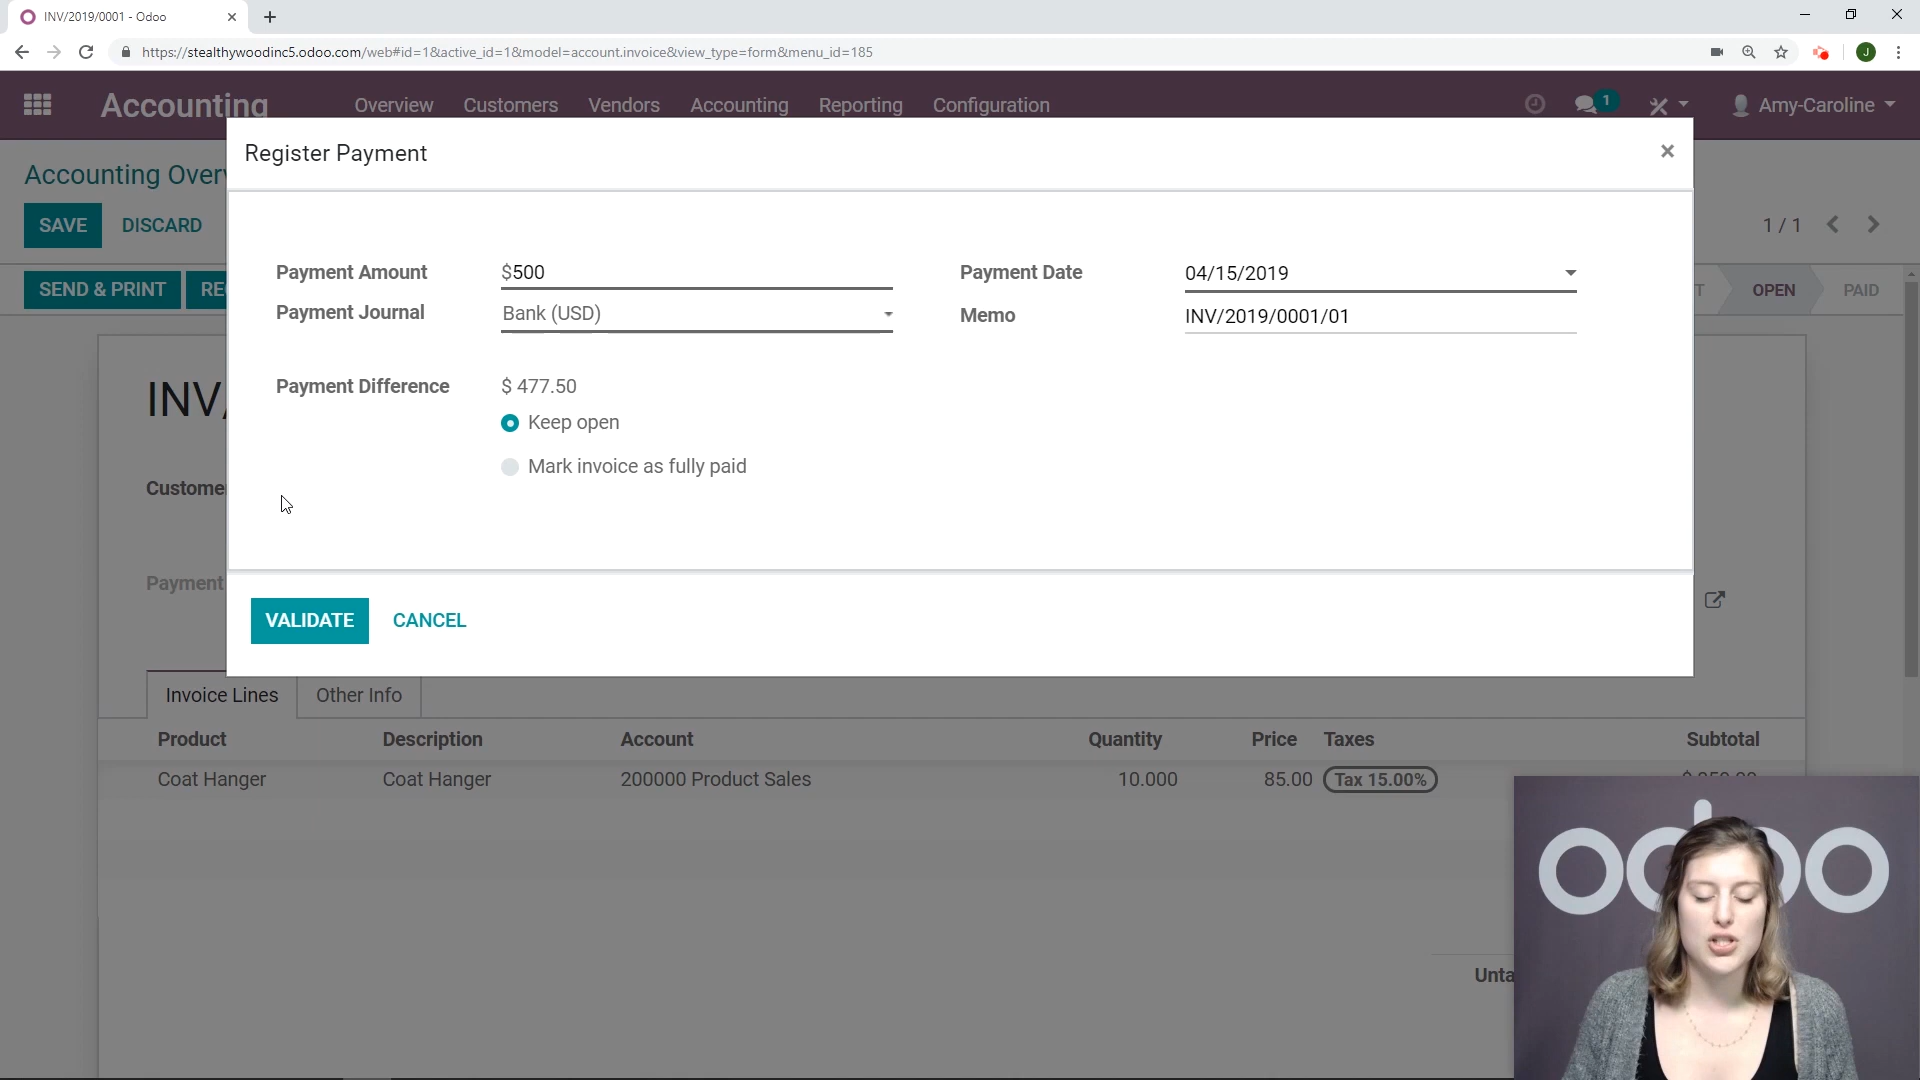 INV/2019/0001 - Odoo
https://stealthywoodinc5.odoo.com/web#id=1&active_id=1&model=account.invoice&view_type=form&menu_id=185
J
Accounting
Overview
Customers
Vendors
Accounting
Reporting
Configuration
1
Amy-Caroline
Register Payment
×
Accounting Over
SAVE
DISCARD
1 / 1
SEND & PRINT
RE
T
OPEN
PAID
Payment Amount
$500
Payment Date
04/15/2019
Payment Journal
Bank (USD)
Memo
INV/2019/0001/01
Payment Difference
$ 477.50
Keep open
Mark invoice as fully paid
INV/
Custome
Payment
VALIDATE
CANCEL
Invoice Lines
Other Info
Product
Description
Account
Quantity
Price
Taxes
Subtotal
Coat Hanger
Coat Hanger
200000 Product Sales
10.000
85.00
Tax 15.00%
$ 850.00
Unta
odoo